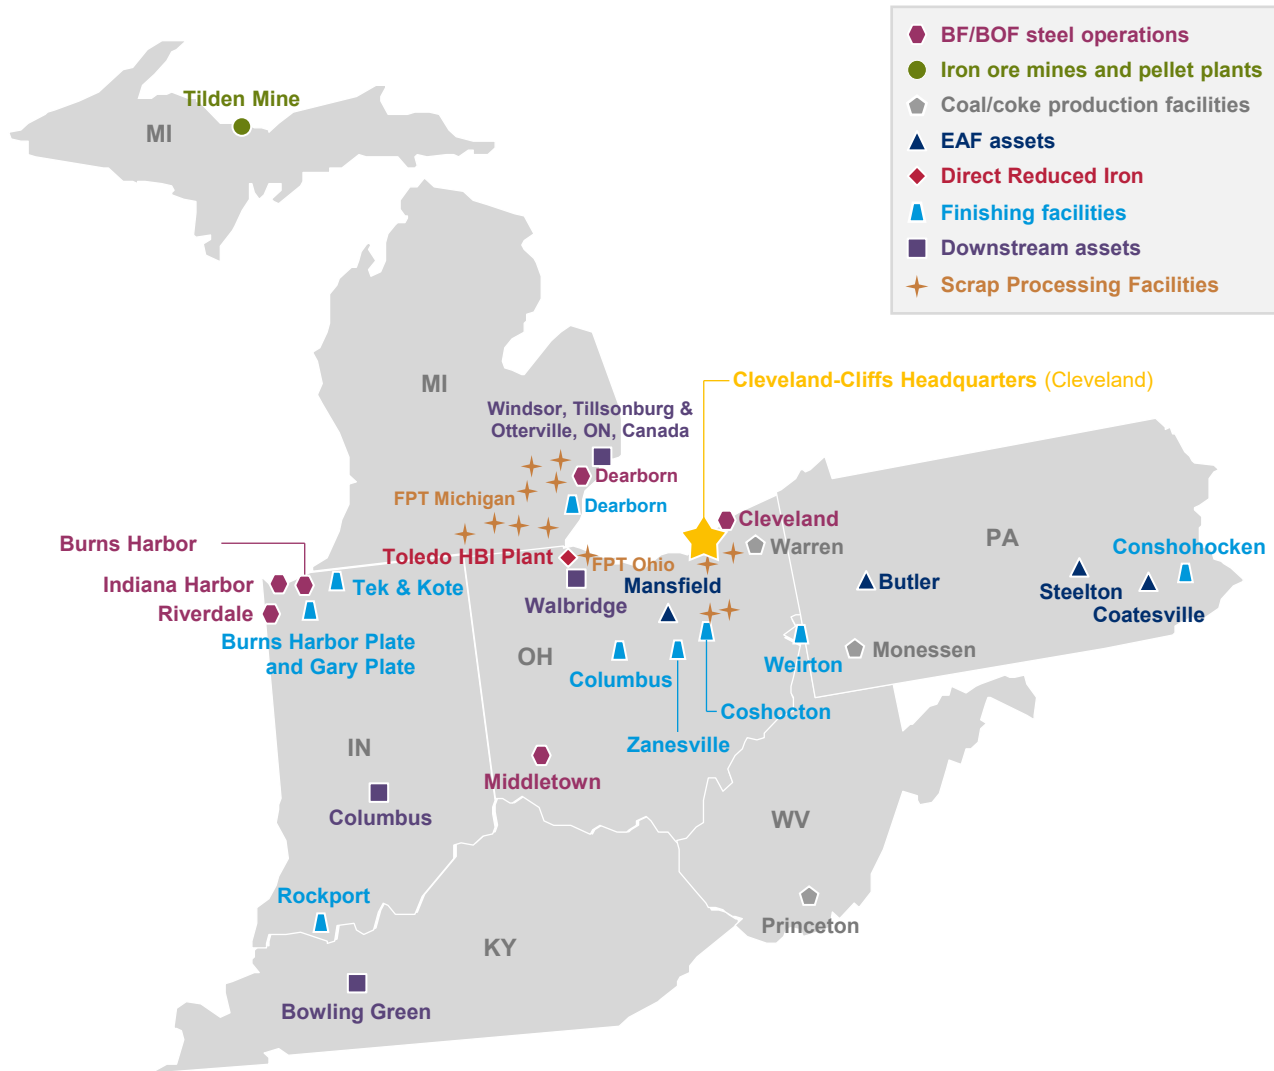 BF/BOF steel operations
Iron ore mines and pellet plants
Coal/coke production facilities
EAF assets
Direct Reduced Iron
Finishing facilities
Downstream assets
Scrap Processing Facilities
Tilden Mine
MI
MI
Cleveland-Cliffs Headquarters (Cleveland)
Windsor, Tillsonburg &
Otterville, ON, Canada
Dearborn
FPT Michigan
Dearborn
Cleveland
Warren
PA
Conshohocken
Burns Harbor
Toledo HBI Plant
FPT Ohio
Indiana Harbor
Tek & Kote
Mansfield
Butler
Steelton
Riverdale
Walbridge
Coatesville
Burns Harbor Plate
and Gary Plate
OH
Columbus
Weirton
Monessen
Coshocton
Zanesville
IN
Middletown
Columbus
WV
Rockport
Princeton
KY
Bowling Green